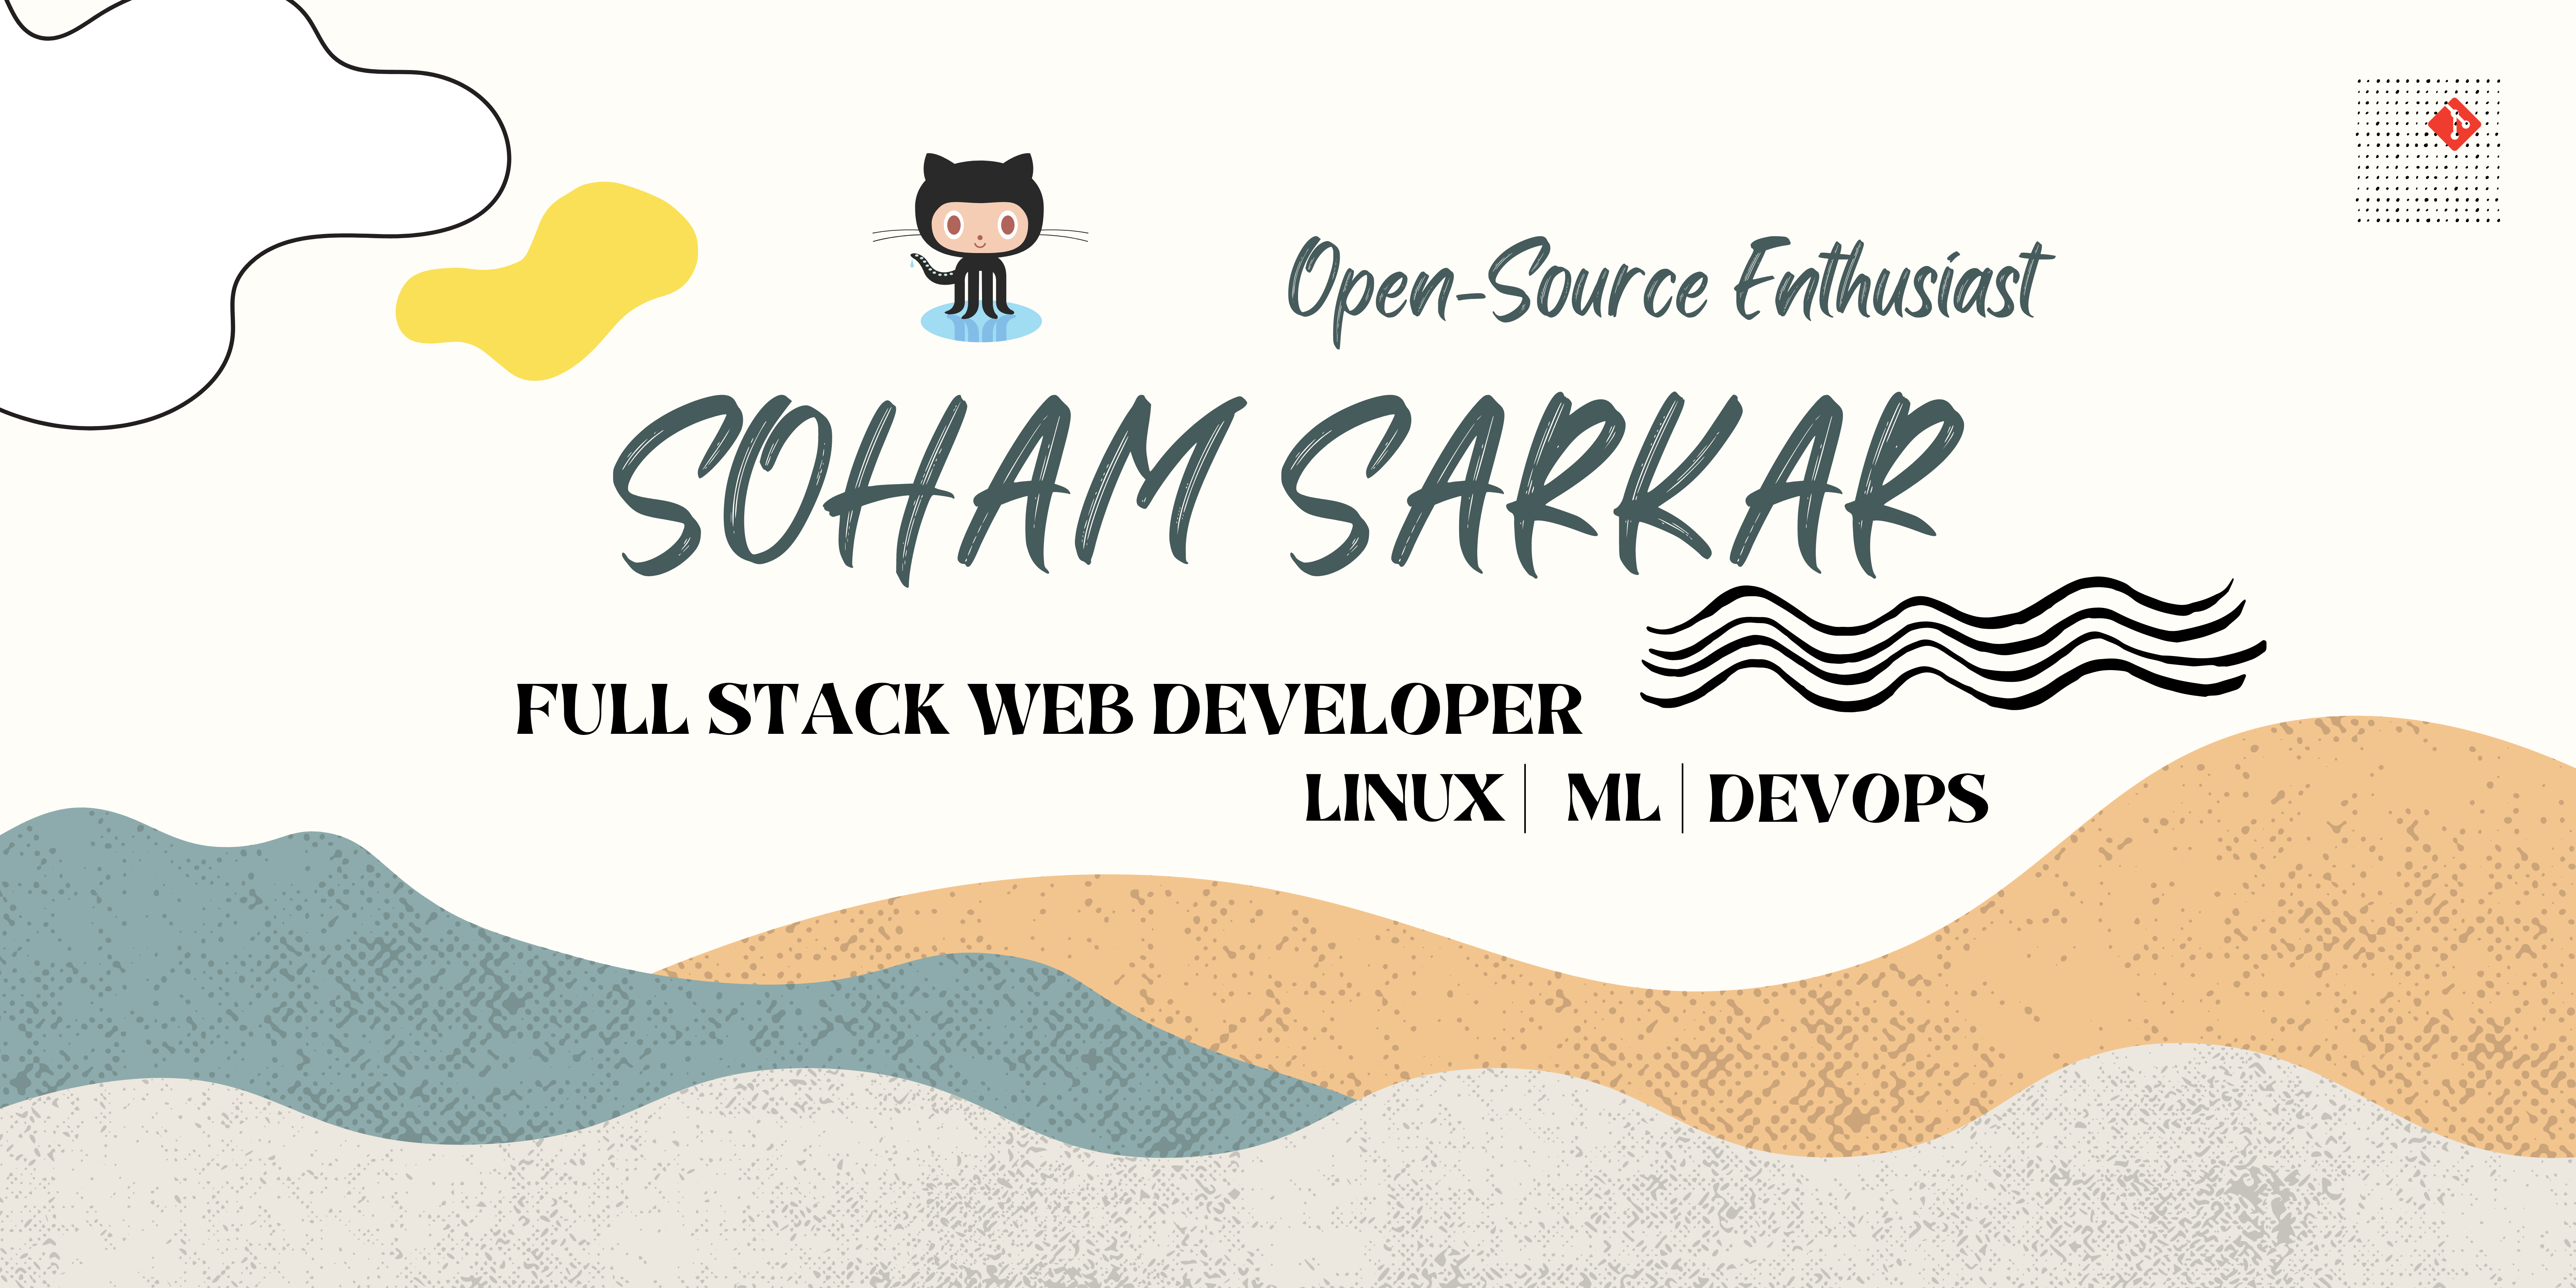 Open-Source Enthusiast
SOHAM SARKAR
FULL STACK WEB DEVELOPER
LINUX | ML | DEVOPS